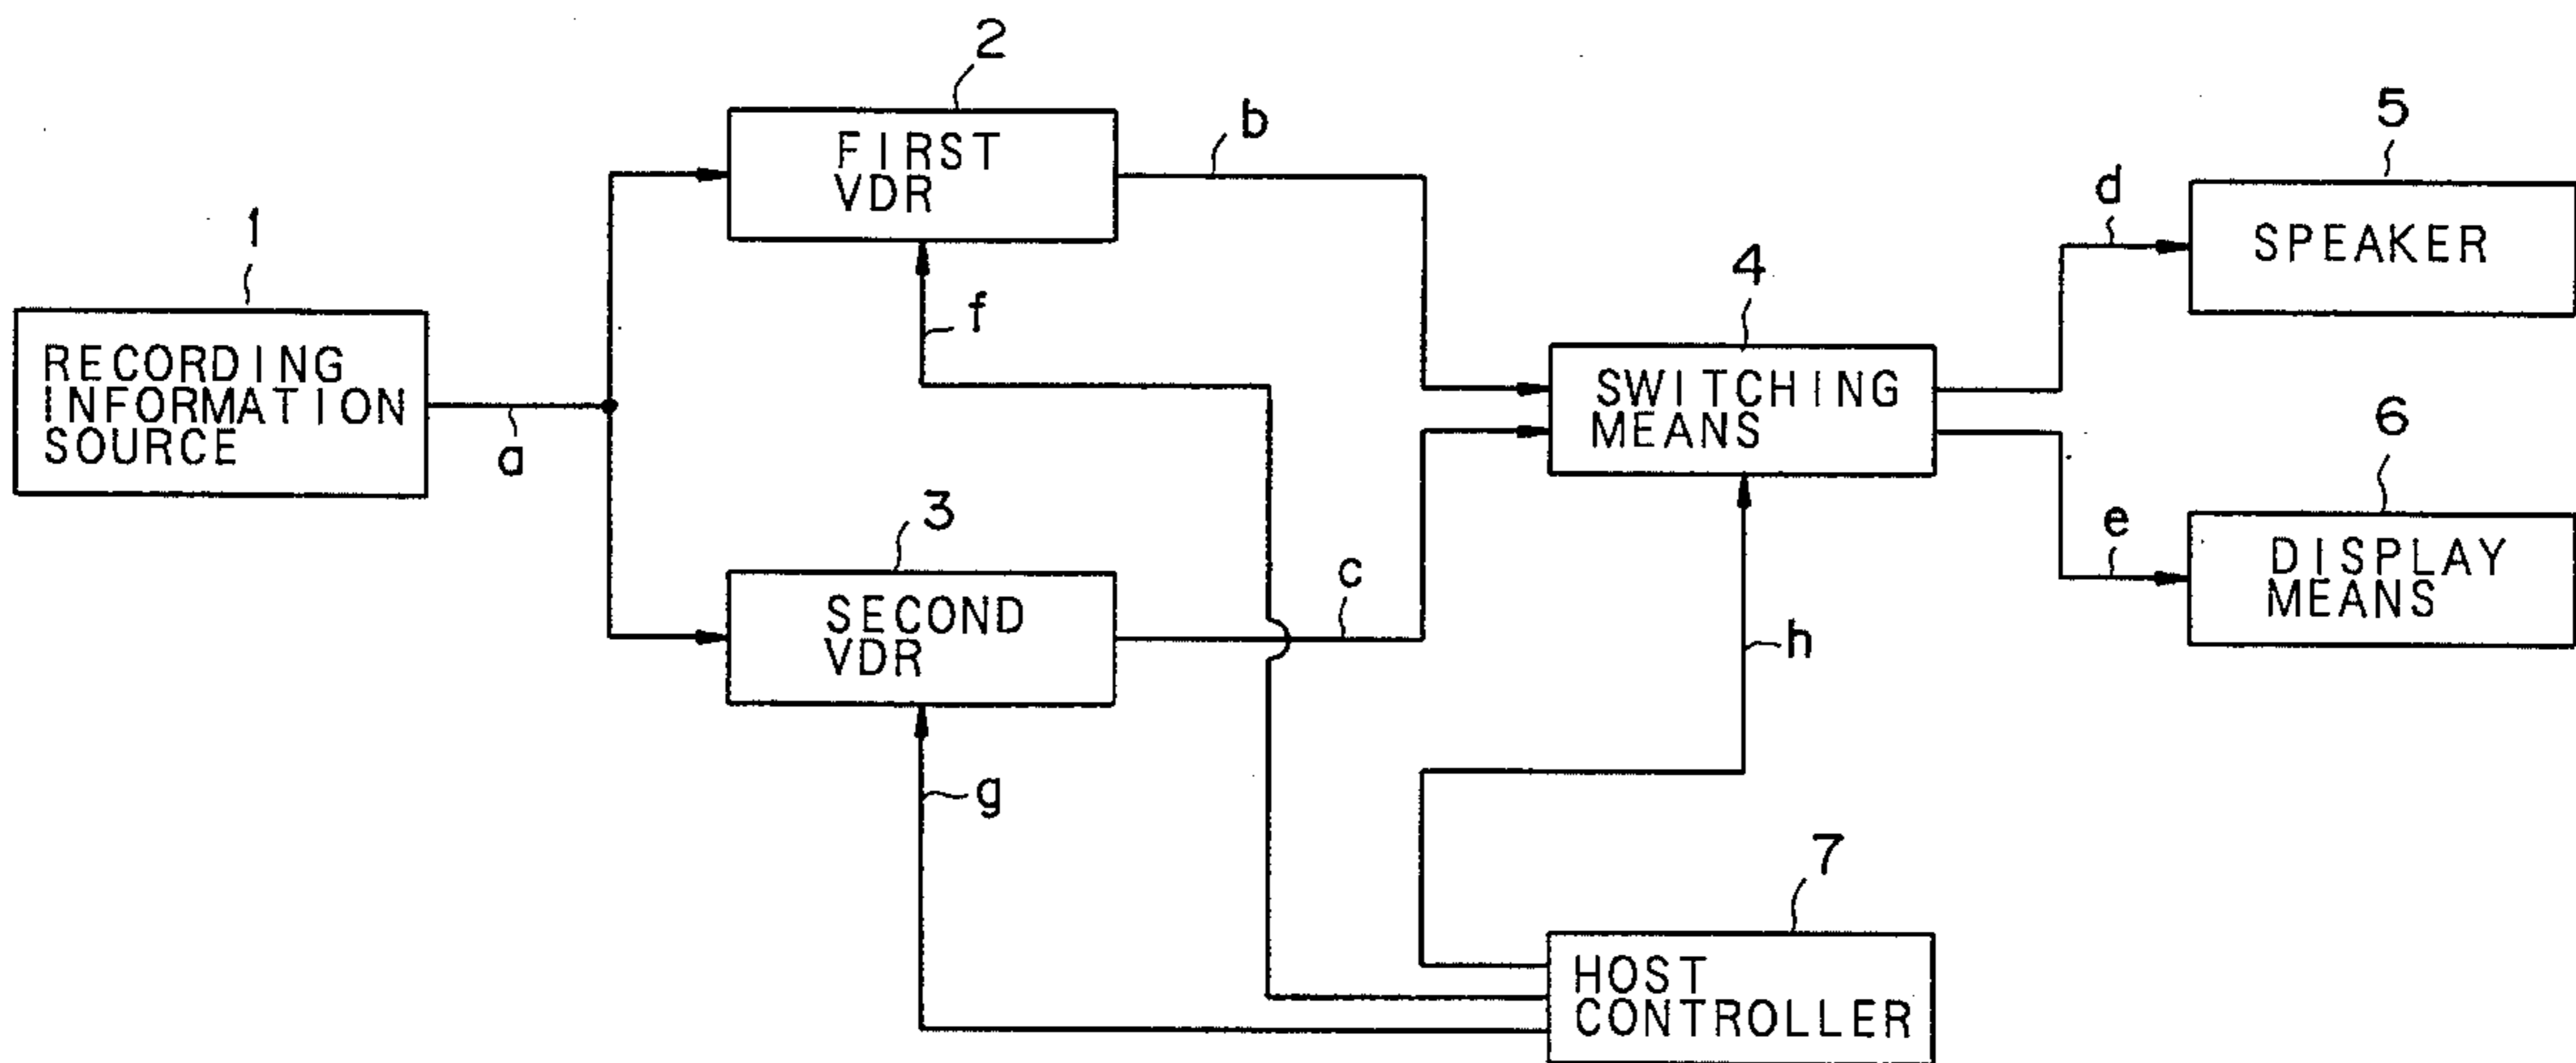 2
FIRST
VDR
b
5
SPEAKER
d
1
RECORDING
INFORMATION
SOURCE
a
f
4
SWITCHING
MEANS
6
DISPLAY
MEANS
e
3
SECOND
VDR
c
h
g
7
HOST
CONTROLLER